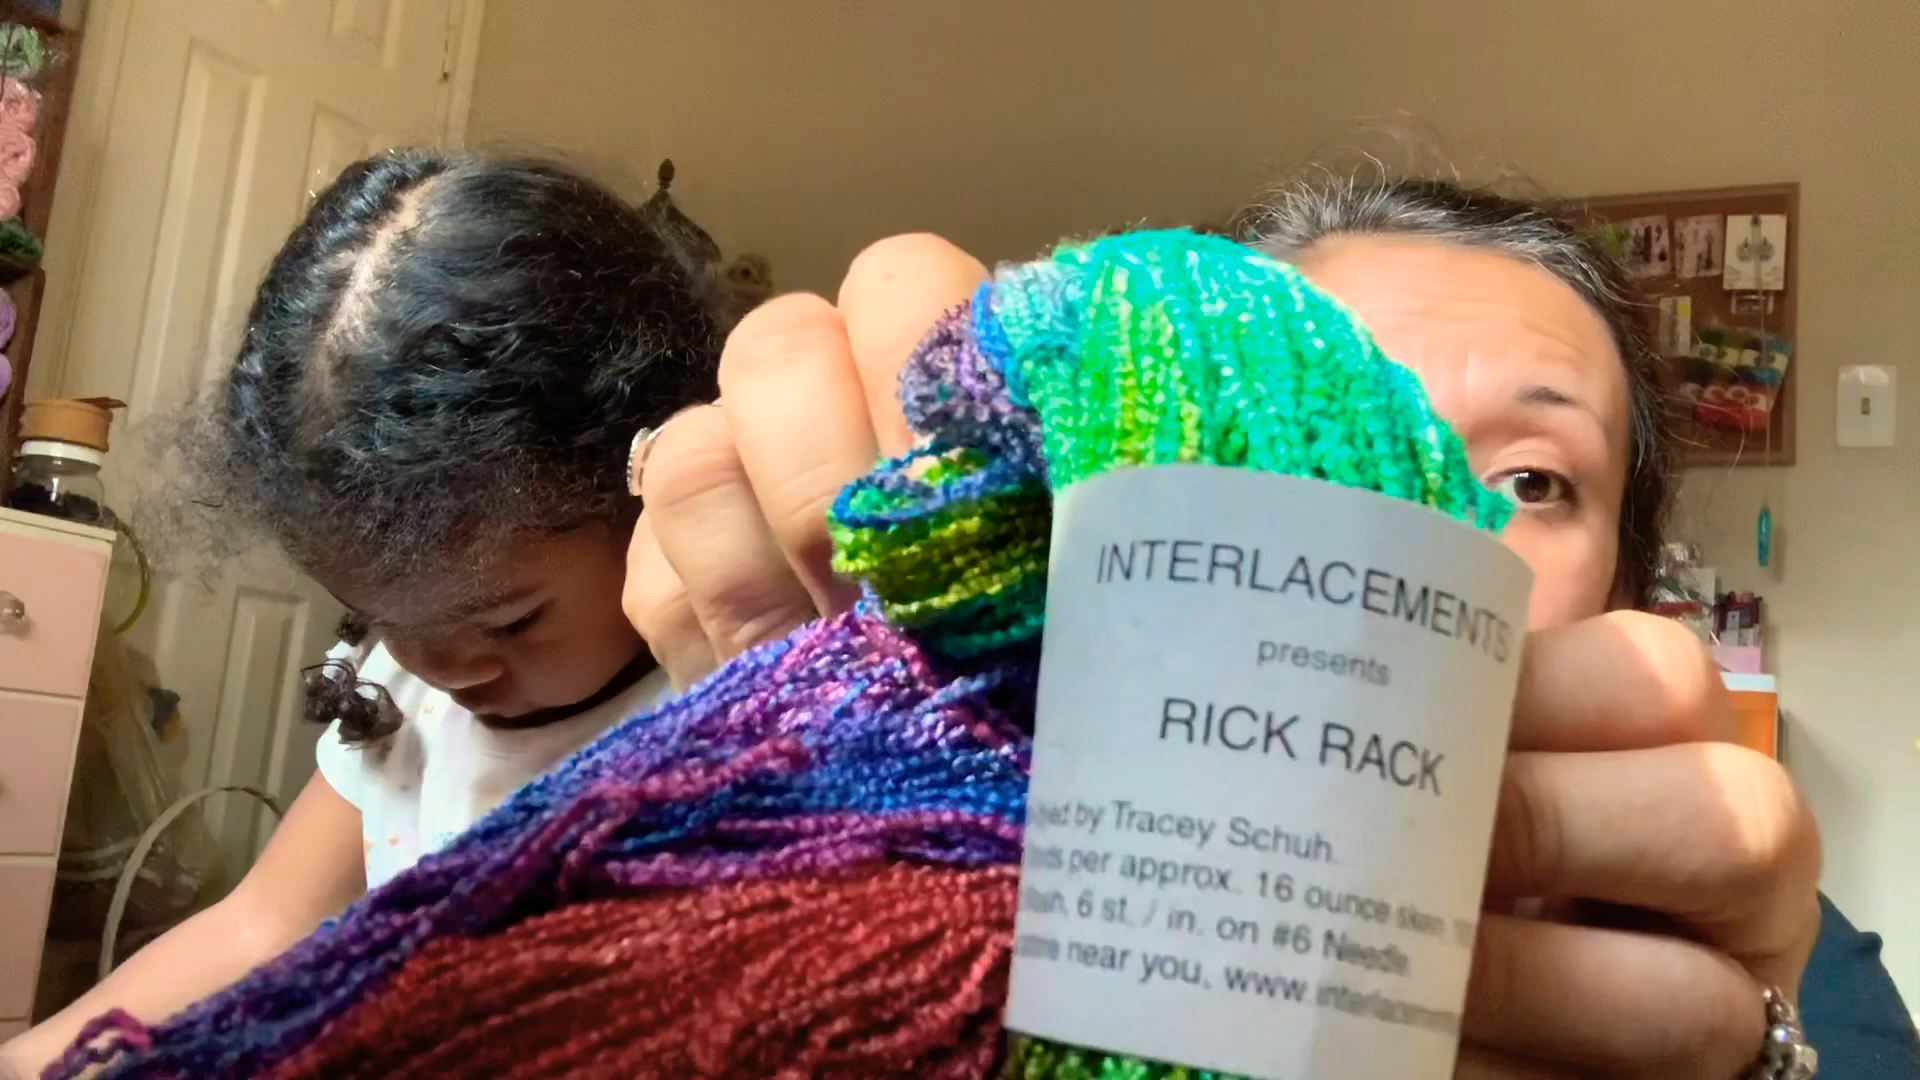 INTERLACEMENTS
presents
RICK RACK
by Tracey Schuh.
per approx. 16 ounce skein
6 st. / in. on #6 Needle
near you, www.